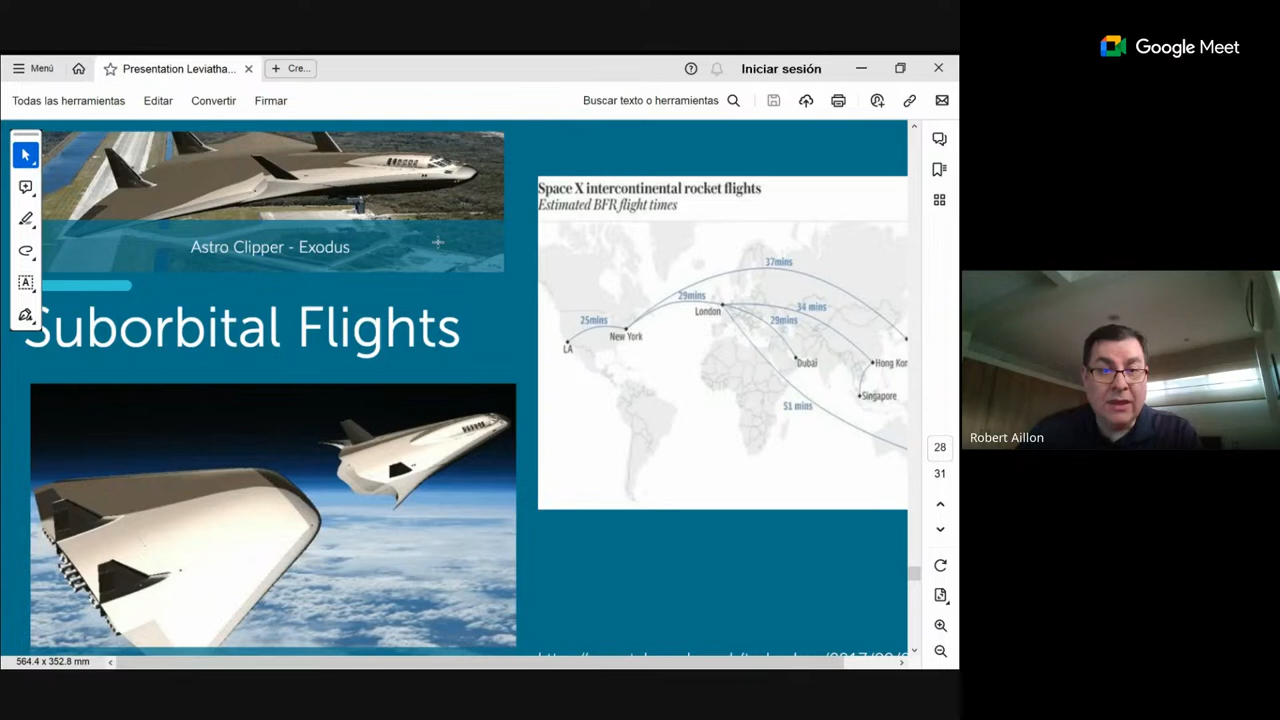 Google Meet
Menú
Presentation Leviatha...
Cre...
Iniciar sesión
Todas las herramientas
Editar
Convertir
Firmar
Buscar texto o herramientas
Astro Clipper - Exodus
Suborbital Flights
Space X intercontinental rocket flights
Estimated BFR flight times
37mins
29mins
34 mins
London
25mins
29mins
New York
LA
Dubai
Hong Kor
Singapore
51 mins
28
31
564.4 x 352.8 mm
Robert Aillon